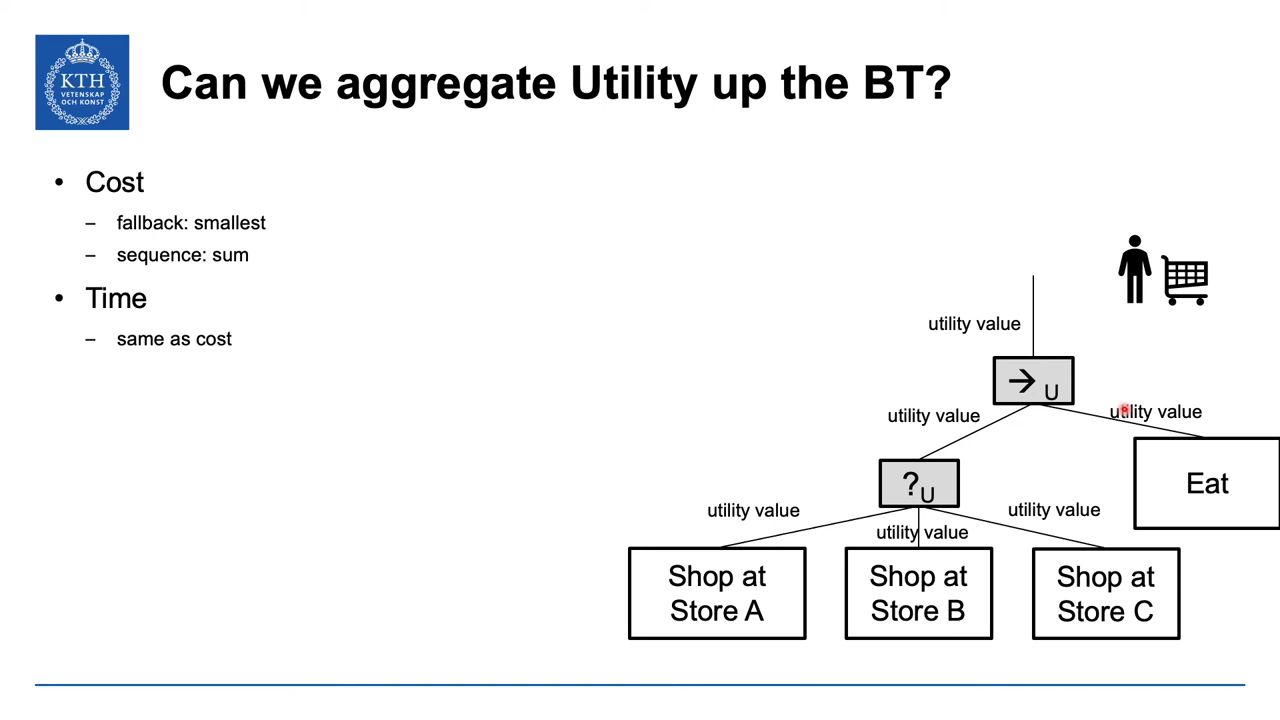 KTH
VETENSKAP
OCH KONST
Can we aggregate Utility up the BT?
• Cost
– fallback: smallest
– sequence: sum
• Time
– same as cost
utility value
→ U
utility value
utility value
?U
Eat
utility value
utility value
utility value
Shop at
Store A
Shop at
Store B
Shop at
Store C